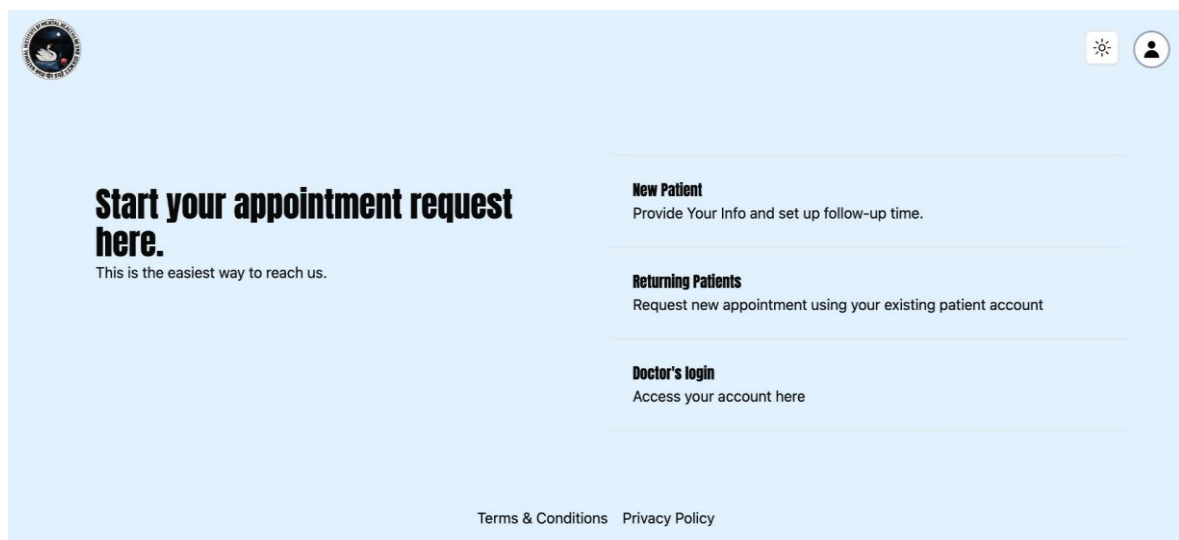 Start your appointment request
here.
This is the easiest way to reach us.
New Patient
Provide Your Info and set up follow-up time.
Returning Patients
Request new appointment using your existing patient account
Doctor's login
Access your account here
Terms & Conditions Privacy Policy